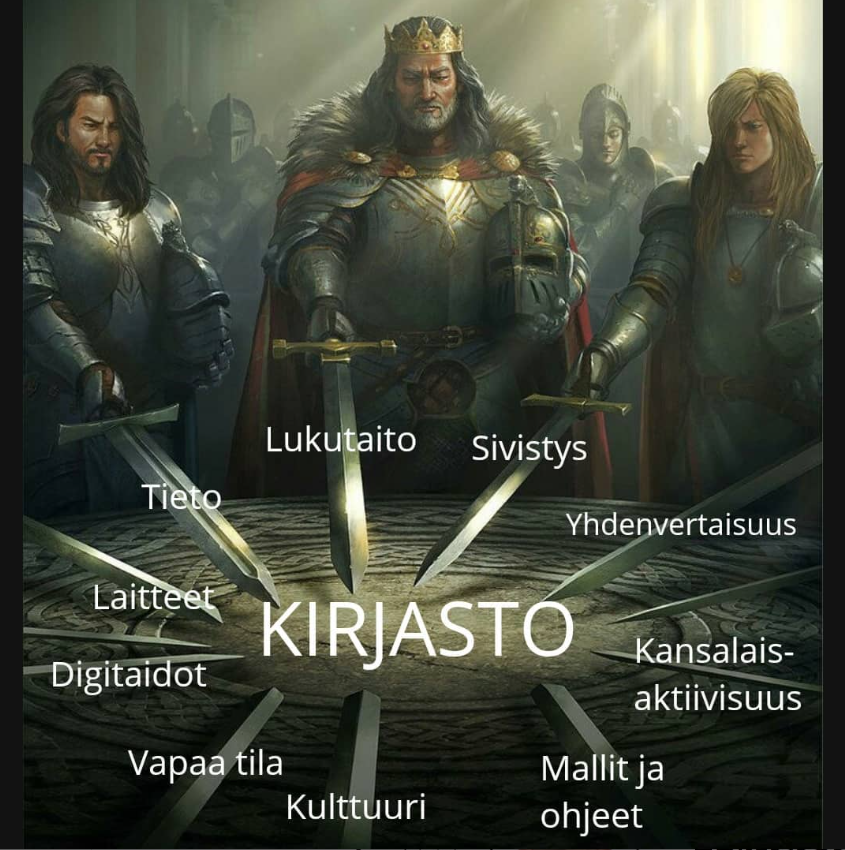 Lukutaito
Sivistys
Tieto
Yhdenvertaisuus
Laitteet
KIRJASTO
Kansalais-
aktiivisuus
Digitaidot
Vapaa tila
Mallit ja
ohjeet
Kulttuuri